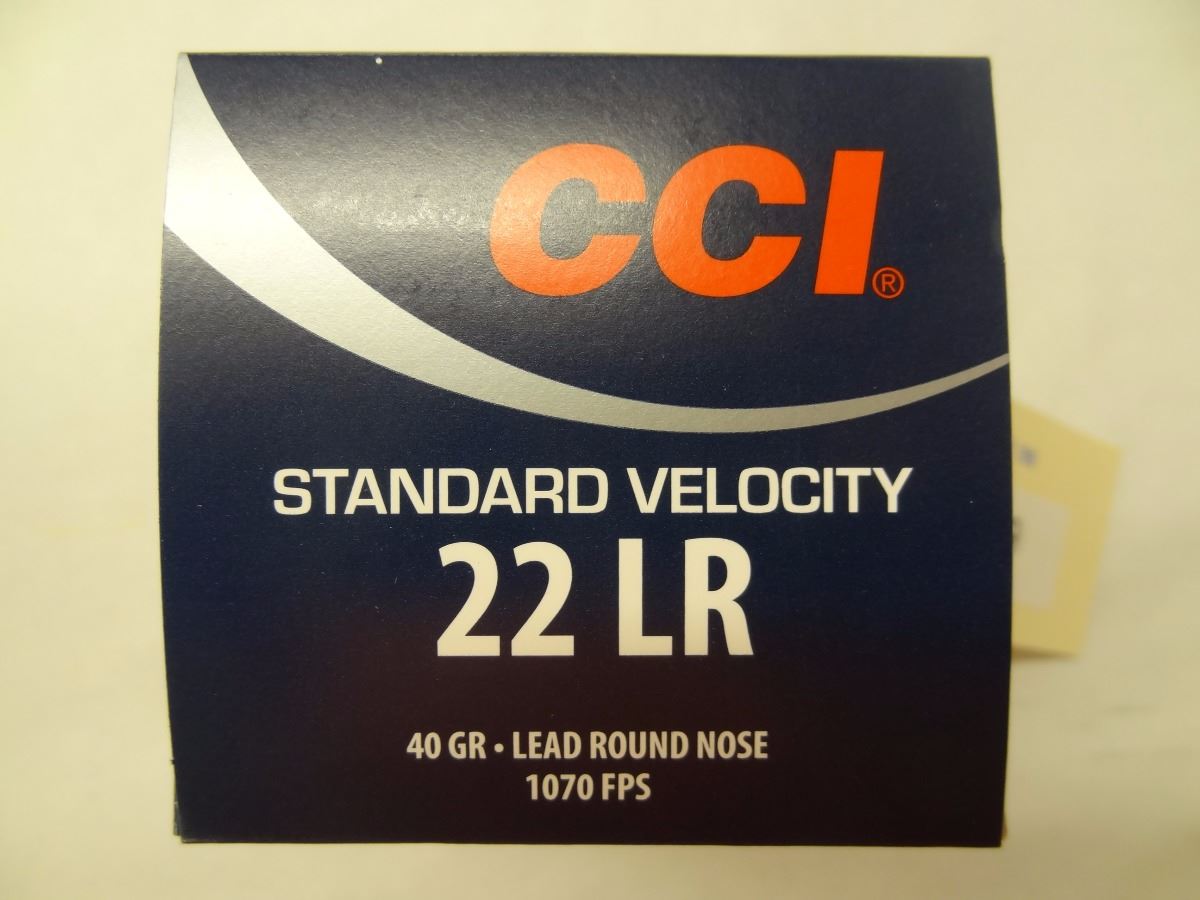 CCI®
STANDARD VELOCITY
22 LR
40 GR • LEAD ROUND NOSE
1070 FPS